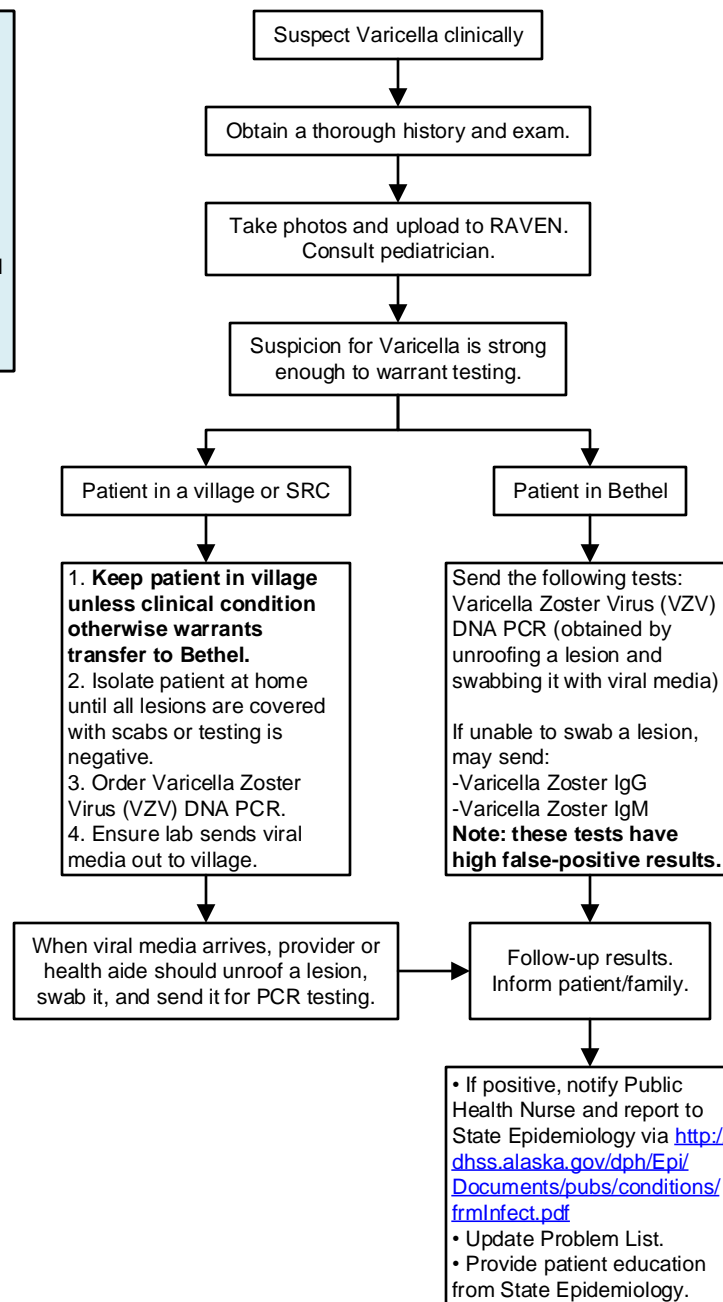 Suspect Varicella clinically
Obtain a thorough history and exam.
Take photos and upload to RAVEN.
Consult pediatrician.
Suspicion for Varicella is strong
enough to warrant testing.
Patient in a village or SRC
Patient in Bethel
1. Keep patient in village
unless clinical condition
otherwise warrants
transfer to Bethel.
2. Isolate patient at home
until all lesions are covered
with scabs or testing is
negative.
3. Order Varicella Zoster
Virus (VZV) DNA PCR.
4. Ensure lab sends viral
media out to village.
Send the following tests:
Varicella Zoster Virus (VZV)
DNA PCR (obtained by
unroofing a lesion and
swabbing it with viral media)
If unable to swab a lesion,
may send:
-Varicella Zoster IgG
-Varicella Zoster IgM
Note: these tests have
high false-positive results.
When viral media arrives, provider or
health aide should unroof a lesion,
swab it, and send it for PCR testing.
Follow-up results.
Inform patient/family.
• If positive, notify Public
Health Nurse and report to
State Epidemiology via http:/
dhss.alaska.gov/dph/Epi/
Documents/pubs/conditions/
frmInfect.pdf
• Update Problem List.
• Provide patient education
from State Epidemiology.